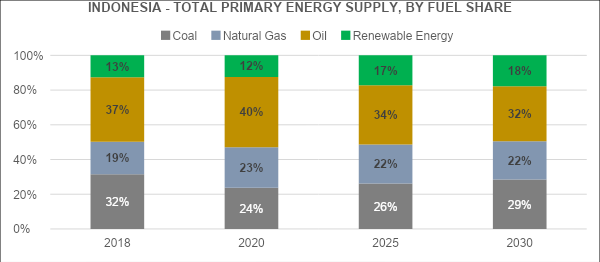 INDONESIA - TOTAL PRIMARY ENERGY SUPPLY, BY FUEL SHARE
Coal Natural Gas Oil Renewable Energy
100%
13% 12% 17% 18%
80%
37% 40% 34% 32%
60%
40%
19% 23% 22% 22%
20%
32% 24% 26% 29%
0%
2018 2020 2025 2030